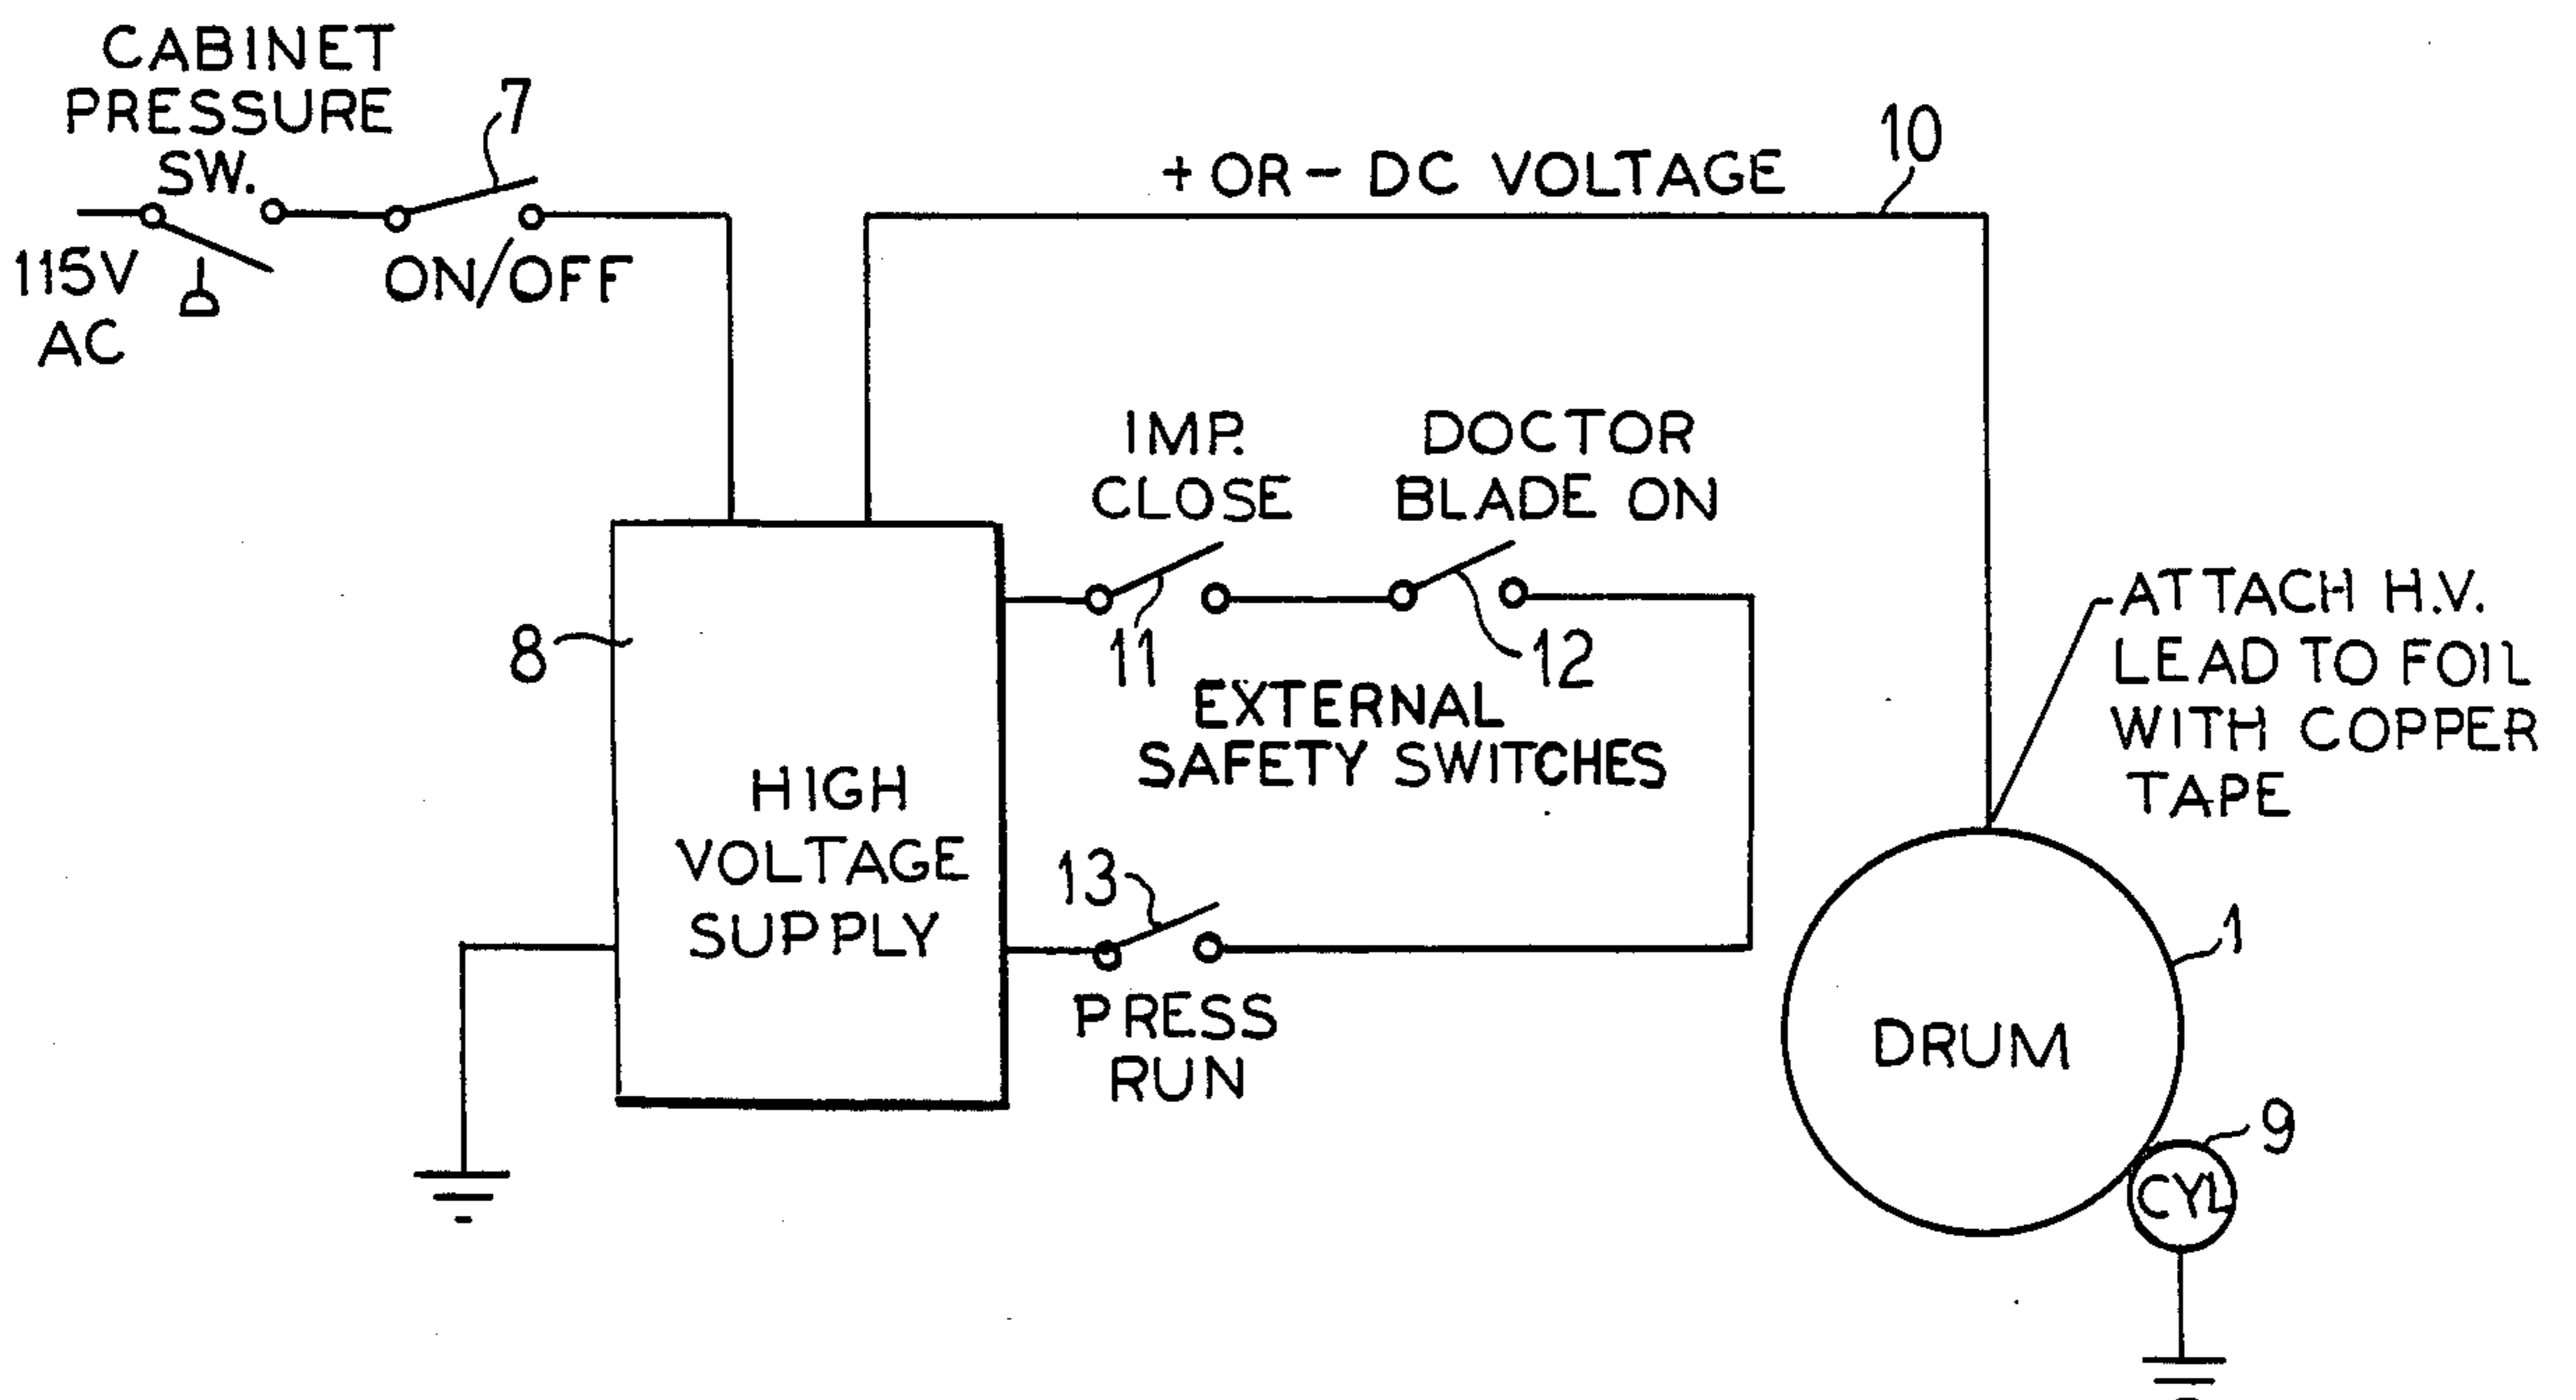 CABINET
PRESSURE
SW.
7
115V
AC
ON/OFF
+ OR - DC VOLTAGE
10
IMP.
CLOSE
DOCTOR
BLADE ON
11
12
EXTERNAL
SAFETY SWITCHES
8
HIGH
VOLTAGE
SUPPLY
13
PRESS
RUN
ATTACH H.V.
LEAD TO FOIL
WITH COPPER
TAPE
1
DRUM
9
CYL